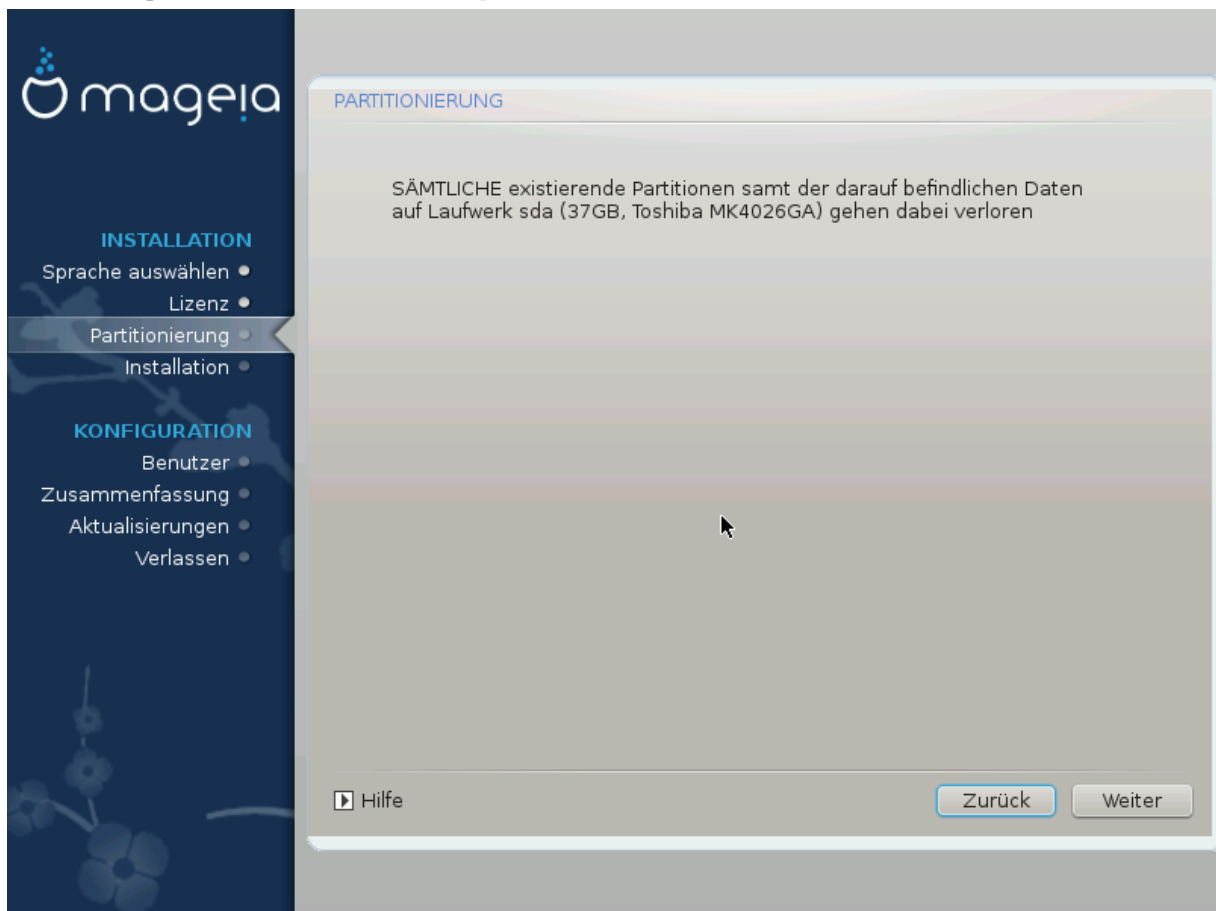 mageia
INSTALLATION
Sprache auswählen
Lizenz
Partitionierung
Installation
KONFIGURATION
Benutzer
Zusammenfassung
Aktualisierungen
Verlassen
PARTITIONIERUNG
SÄMTLICHE existierende Partitionen samt der darauf befindlichen Daten
auf Laufwerk sda (37GB, Toshiba MK4026GA) gehen dabei verloren
Hilfe
Zurück
Weiter